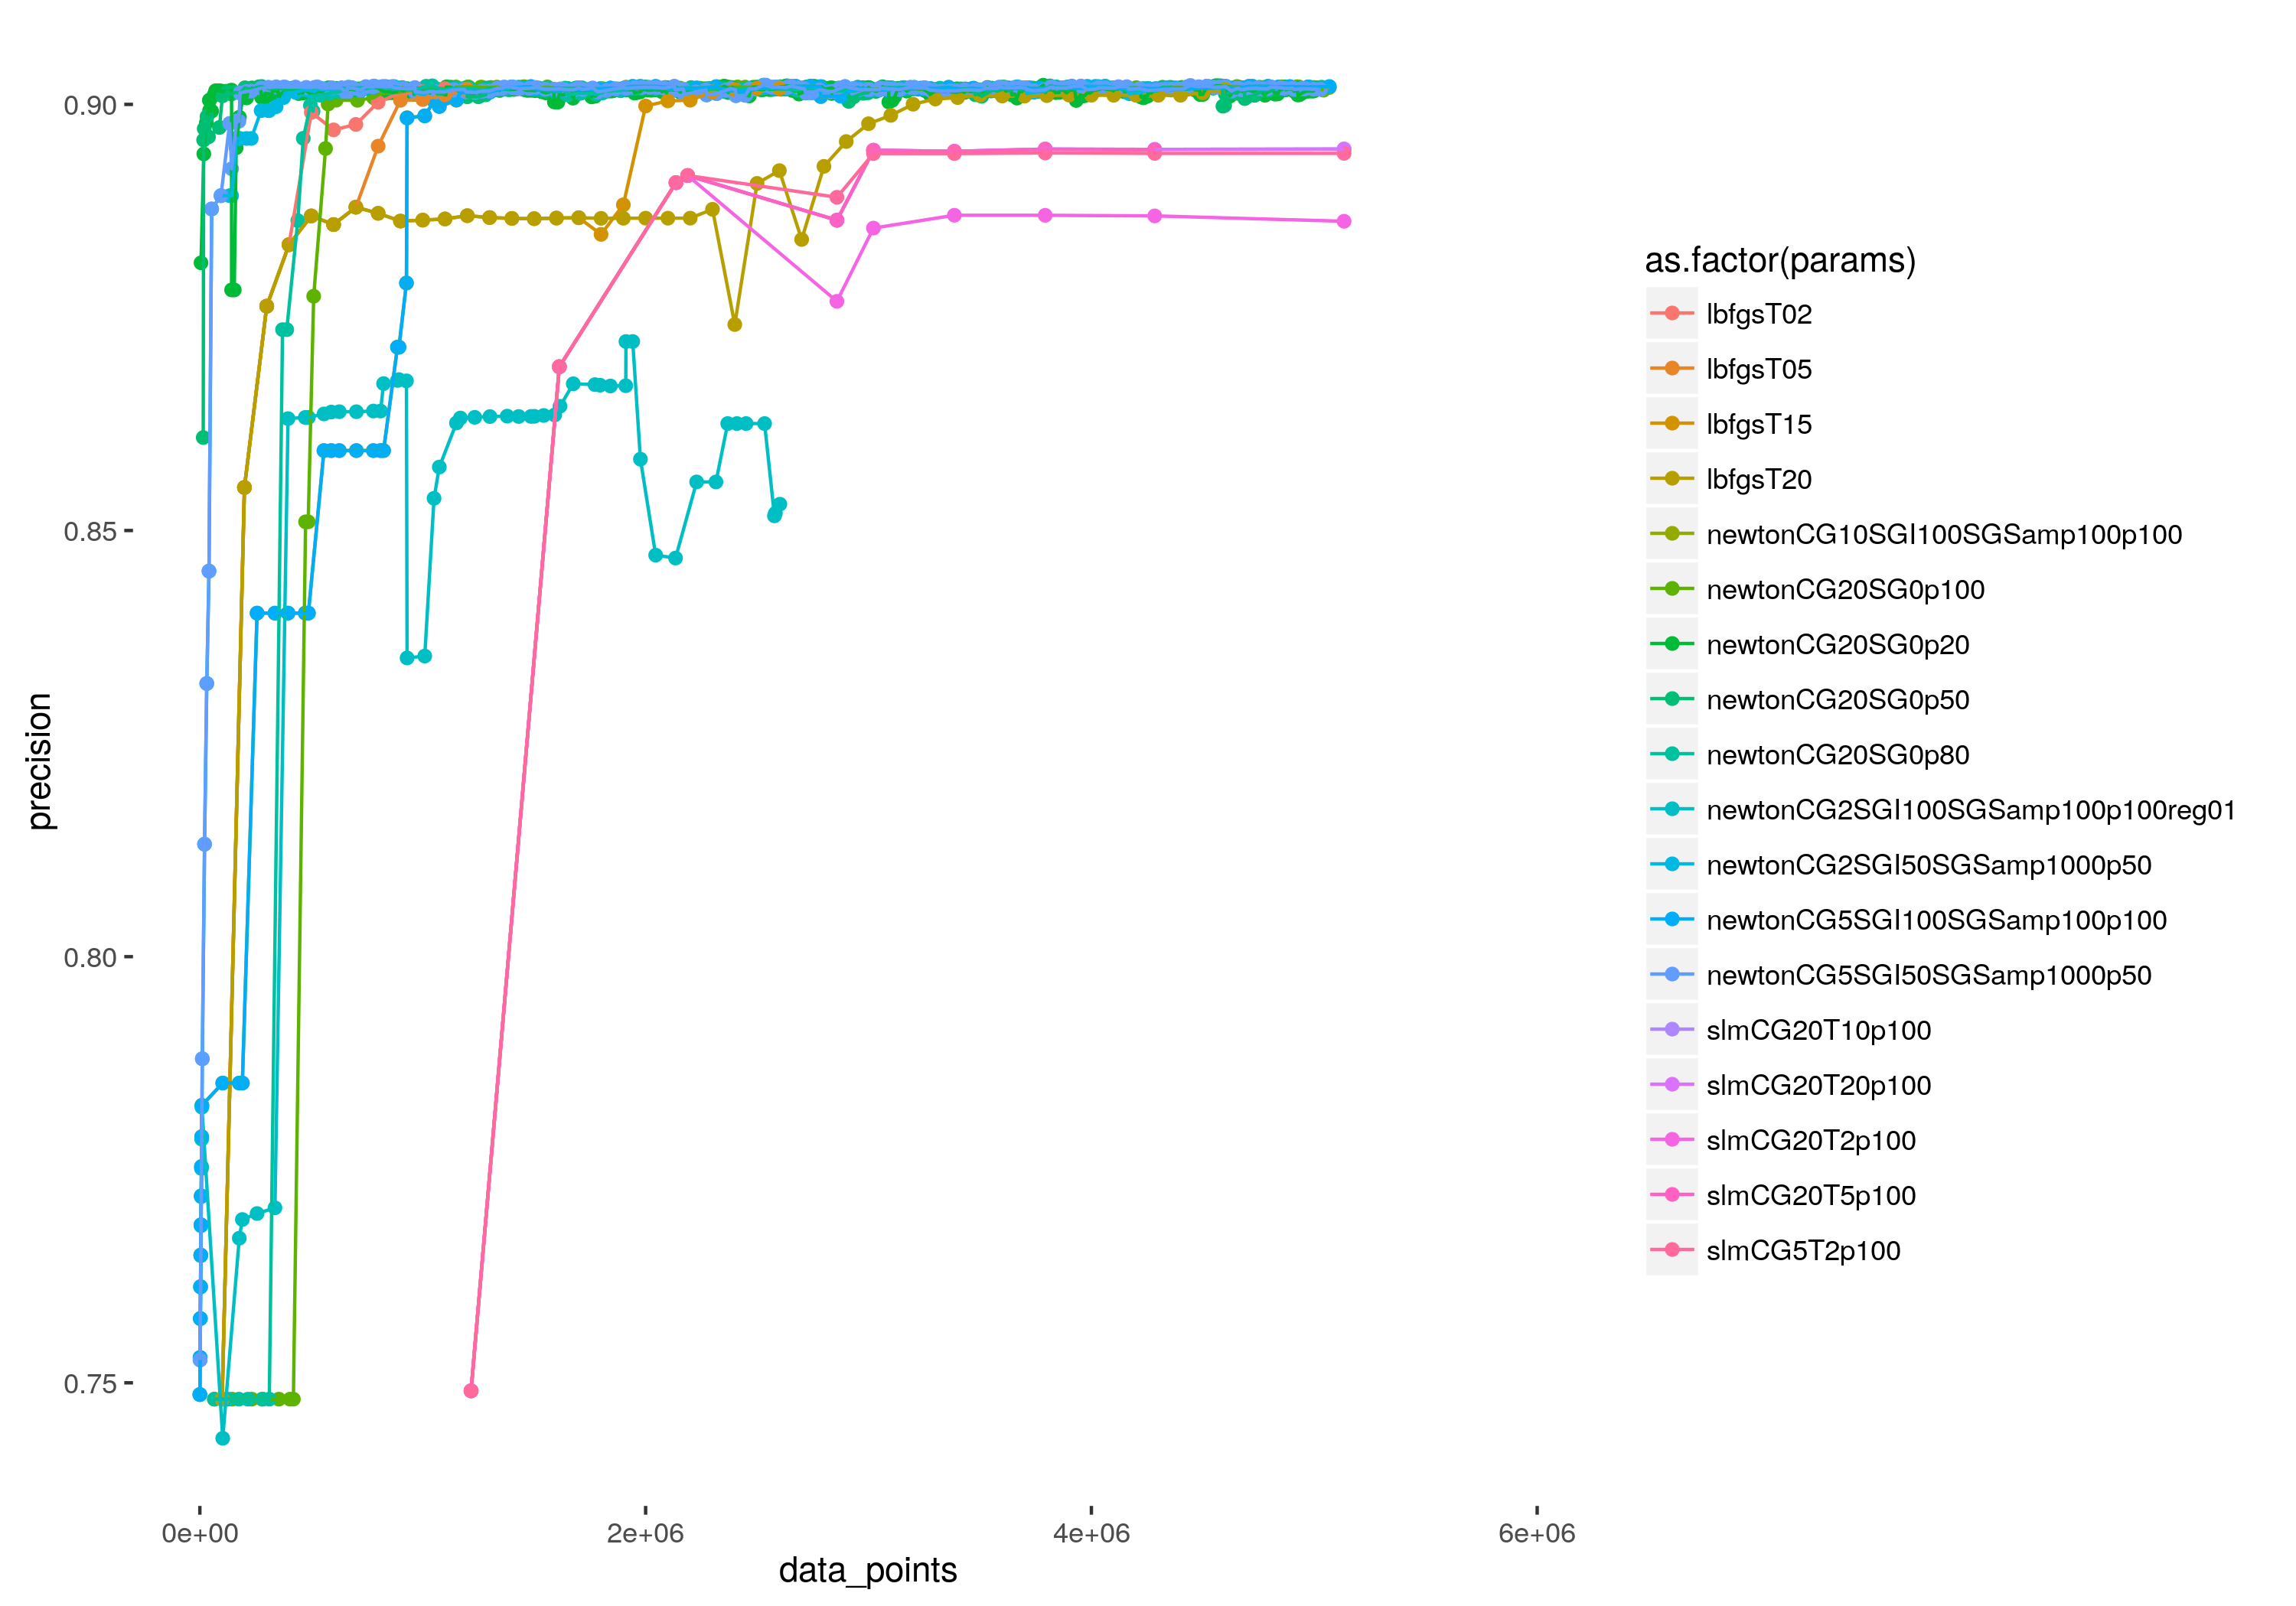 0.90
0.85
0.80
0.75
precision
0e+00
2e+06
4e+06
6e+06
data_points
as.factor(params)
lbfgsT02
lbfgsT05
lbfgsT15
lbfgsT20
newtonCG10SGI100SGSamp100p100
newtonCG20SG0p100
newtonCG20SG0p20
newtonCG20SG0p50
newtonCG20SG0p80
newtonCG2SGI100SGSamp100p100reg01
newtonCG2SGI50SGSamp1000p50
newtonCG5SGI100SGSamp100p100
newtonCG5SGI50SGSamp1000p50
slmCG20T10p100
slmCG20T20p100
slmCG20T2p100
slmCG20T5p100
slmCG5T2p100